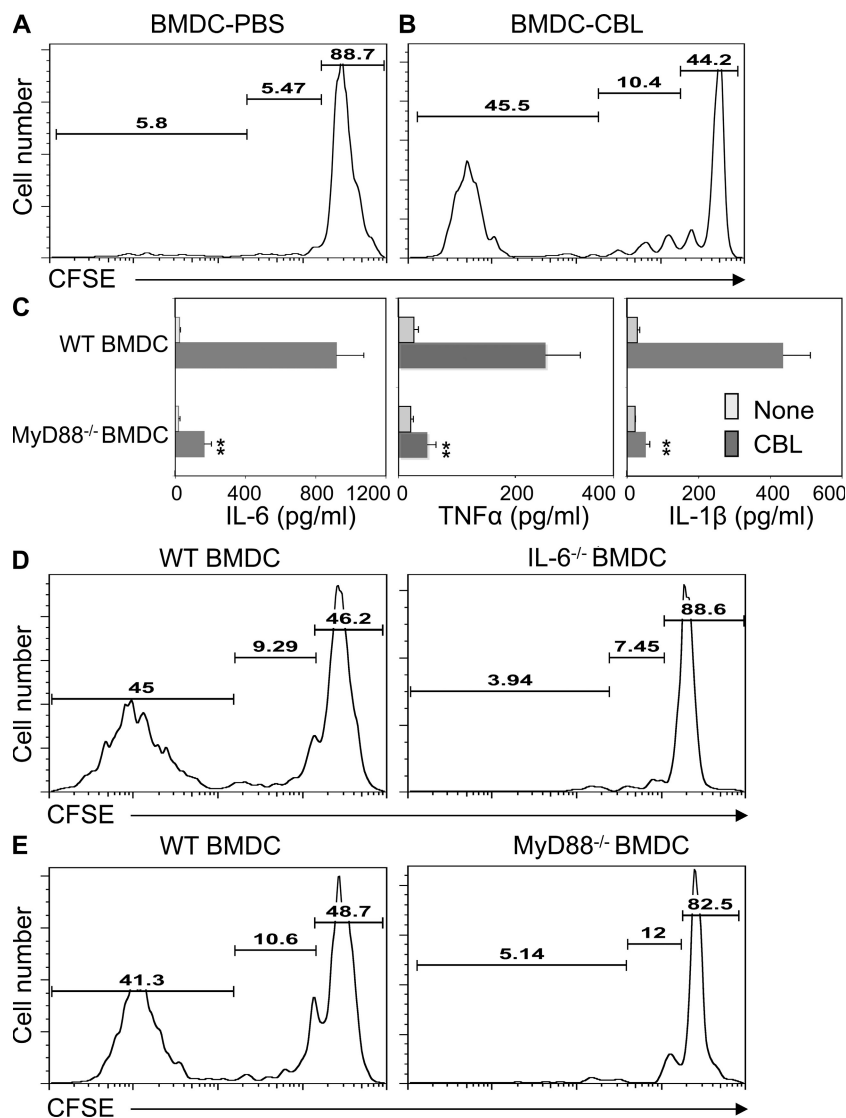 A BMDC-PBS
B BMDC-CBL
Cell number
88.7
5.47
5.8
44.2
10.4
45.5
CFSE
C
WT BMDC
MyD88-/- BMDC
**
**
**
None
CBL
0 400 800 1200
0 200 400
0 200 400 600
IL-6 (pg/ml)
TNFα (pg/ml)
IL-1β (pg/ml)
D WT BMDC
IL-6-/- BMDC
Cell number
46.2
9.29
45
88.6
7.45
3.94
CFSE
E WT BMDC
MyD88-/- BMDC
Cell number
48.7
10.6
41.3
82.5
12
5.14
CFSE